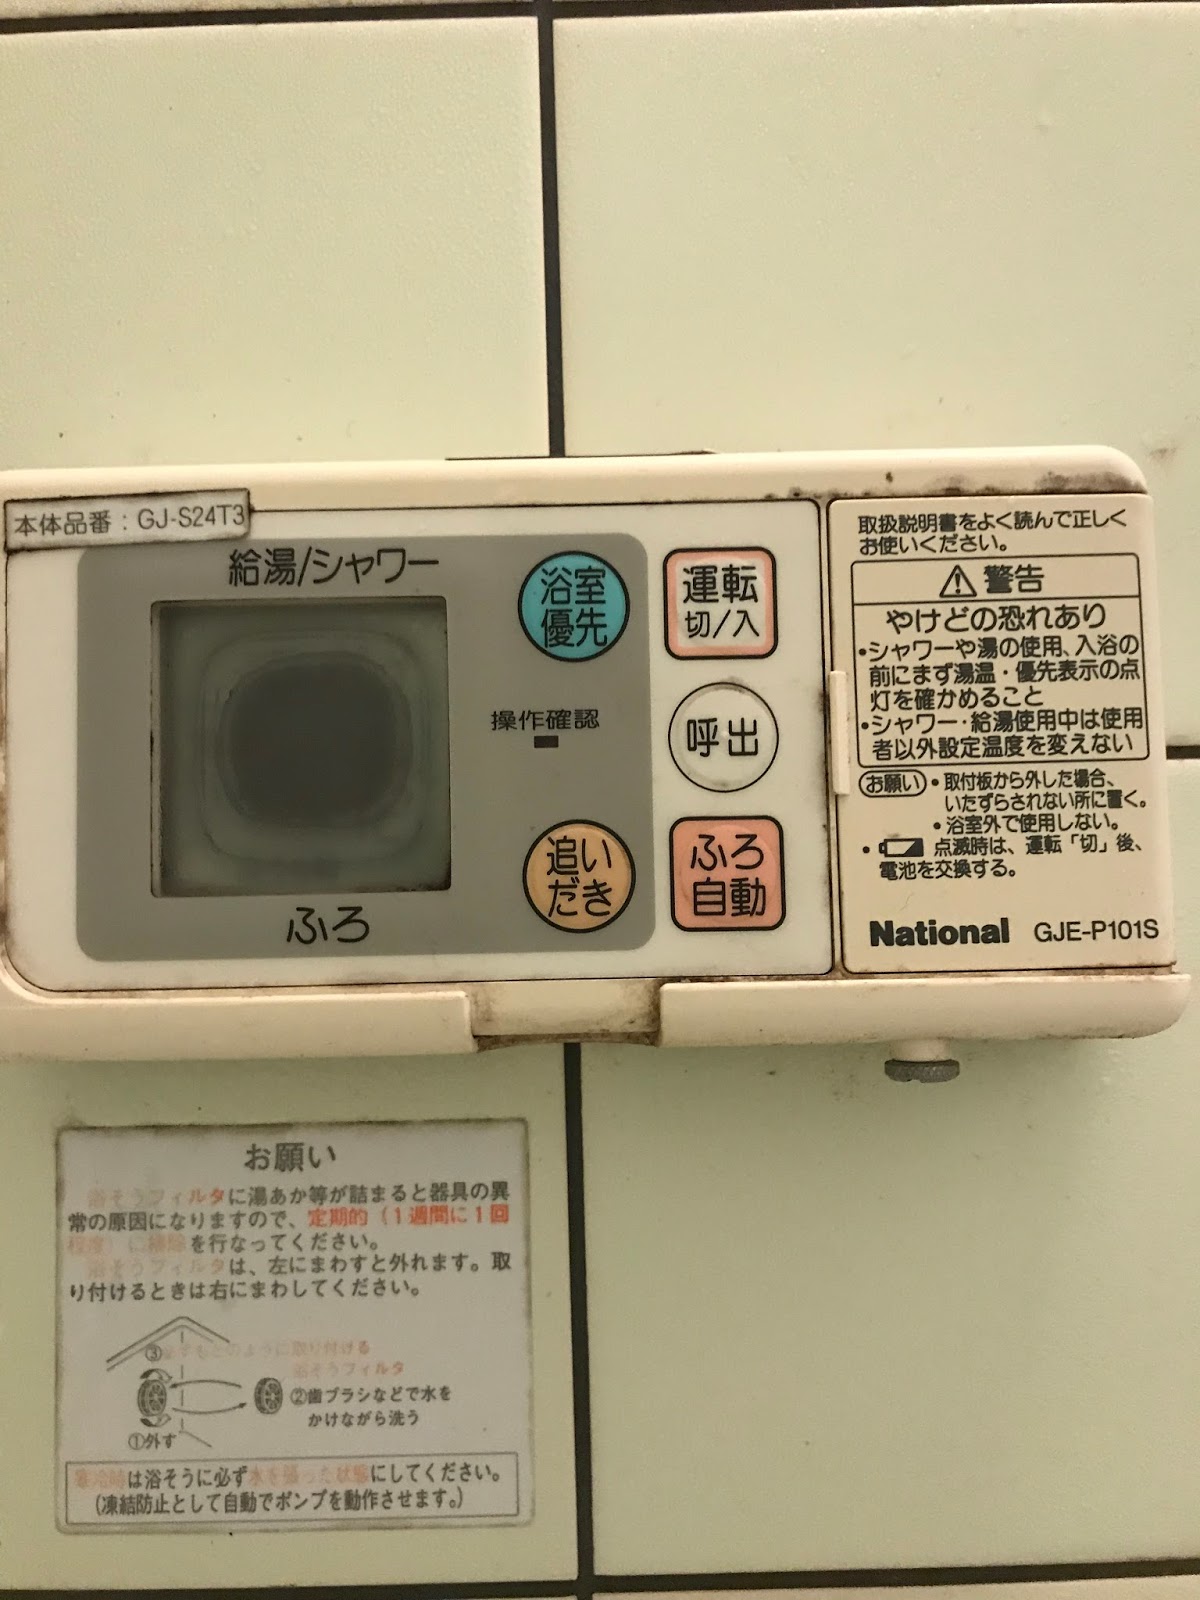 本体品番：GJ-S24T3
給湯/シャワー
浴室
優先
運転
切/入
操作確認
呼出
追い
だき
ふろ
自動
ふろ
取扱説明書をよく読んで正しく
お使いください。
⚠警告
やけどの恐れあり
•シャワーや湯の使用、入浴の
前にまず湯温・優先表示の点
灯を確かめること
•シャワー・給湯使用中は使用
者以外設定温度を変えない
お願い •取付板から外した場合、
いたずらされない所に置く。
•浴室外で使用しない。
• 点滅時は、運転「切」後、
電池を交換する。
National GJE-P101S
お願い
浴そうフィルタに湯あか等が詰まると器具の異
常の原因になりますので、定期的（１週間に１回
程度）に掃除を行なってください。
浴そうフィルタは、左にまわすと外れます。取
り付けるときは右にまわしてください。
③必ずもとのように取り付ける
浴そうフィルタ
②歯ブラシなどで水を
かけながら洗う
①外す
寒冷時は浴そうに必ず水を張った状態にしてください。
（凍結防止として自動でポンプを動作させます。）